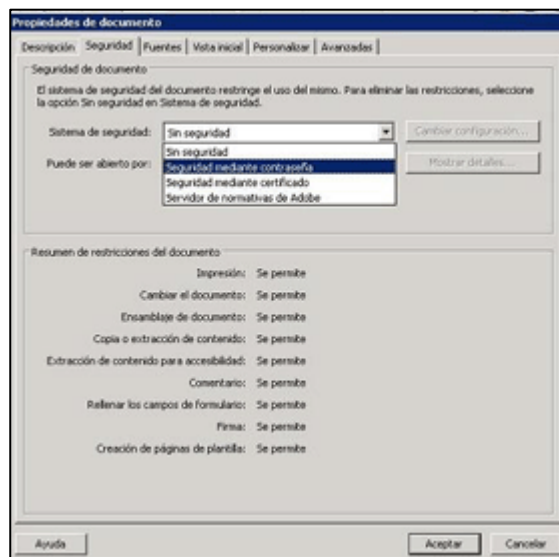 Propiedades de documento
Descripción Seguridad Fuentes Vista inicial Personalizar Avanzadas
Seguridad de documento
El sistema de seguridad del documento restringe el uso del mismo. Para eliminar las restricciones, seleccione
la opción Sin seguridad en Sistema de seguridad.
Sistema de seguridad: Sin seguridad Cambiar configuración...
Sin seguridad
Puede ser abierto por: Seguridad mediante contraseña Mostrar detalles...
Seguridad mediante certificado
Servidor de normativas de Adobe
Resumen de restricciones del documento
Impresión: Se permite
Cambiar el documento: Se permite
Ensamblaje de documento: Se permite
Copia o extracción de contenido: Se permite
Extracción de contenido para accesibilidad: Se permite
Comentario: Se permite
Rellenar los campos de formulario: Se permite
Firma: Se permite
Creación de páginas de plantilla: Se permite
Ayuda Aceptar Cancelar